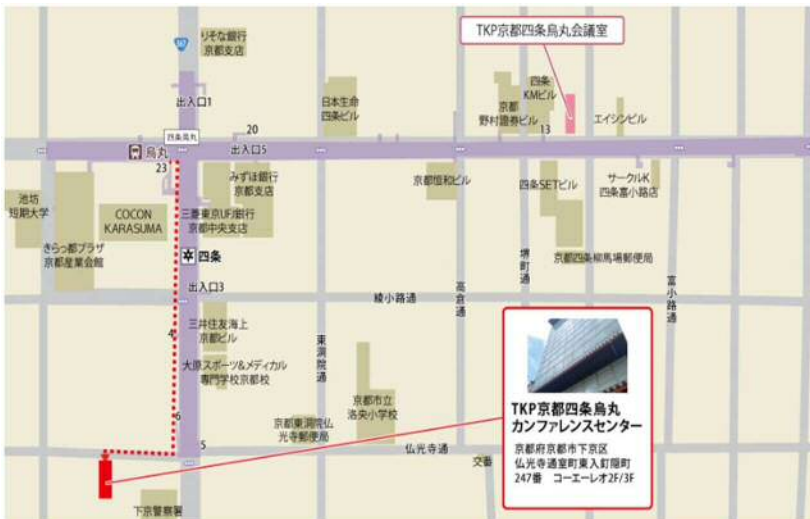 367
りそな銀行
京都支店
TKP京都四条烏丸会議室
出入口1
日本生命
四条ビル
四条
KMビル
京都
野村證券ビル
エイシンビル
四条烏丸
20
13
烏丸
出入口5
23
みずほ銀行
京都支店
京都恒和ビル
四条SETビル
サークルK
四条富小路店
池坊
短期大学
COCON
KARASUMA
三菱東京UFJ銀行
京都中央支店
きらっ都プラザ
京都産業会館
四条
京都四条柳馬場郵便局
堺町通
高倉通
富小路通
出入口3
綾小路通
4
三井住友海上
京都ビル
東洞院通
大原スポーツ&メディカル
専門学校京都校
京都市立
洛央小学校
6
京都東洞院仏
光寺郵便局
5
仏光寺通
交番
下京警察署
TKP京都四条烏丸
カンファレンスセンター
京都府京都市下京区
仏光寺通室町東入釘隠町
247番 コーエーレオ2F/3F